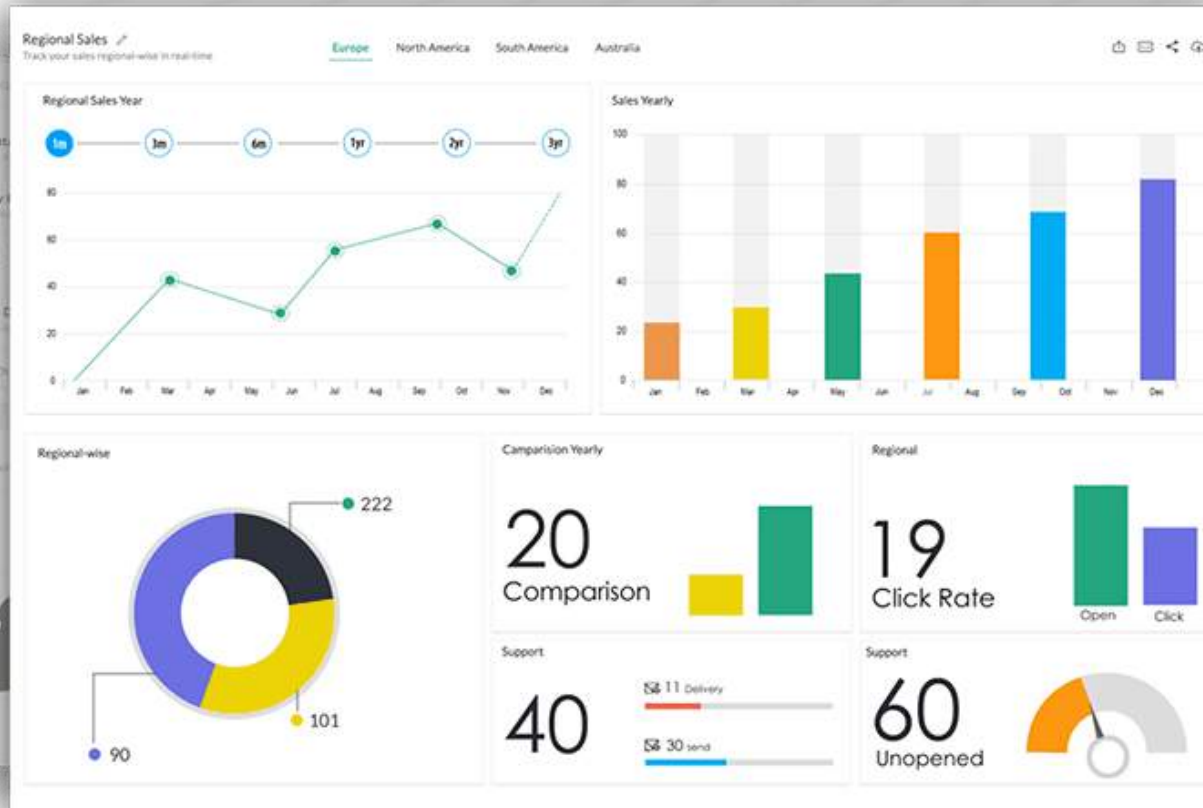 Regional Sales
Track your sales regional-wise in real-time
Europe North America South America Australia
Regional Sales Year
1m 3m 6m 1yr 2yr 3yr
80
60
40
20
0
Jan Feb Mar Apr May Jun Jul Aug Sep Oct Nov Dec
Sales Yearly
100
80
60
40
20
0
Jan Feb Mar Apr May Jun Jul Aug Sep Oct Nov Dec
Regional-wise
222
101
90
Camparision Yearly
20
Comparison
Regional
19
Click Rate
Open Click
Support
40
11 Delivery
30 send
Support
60
Unopened